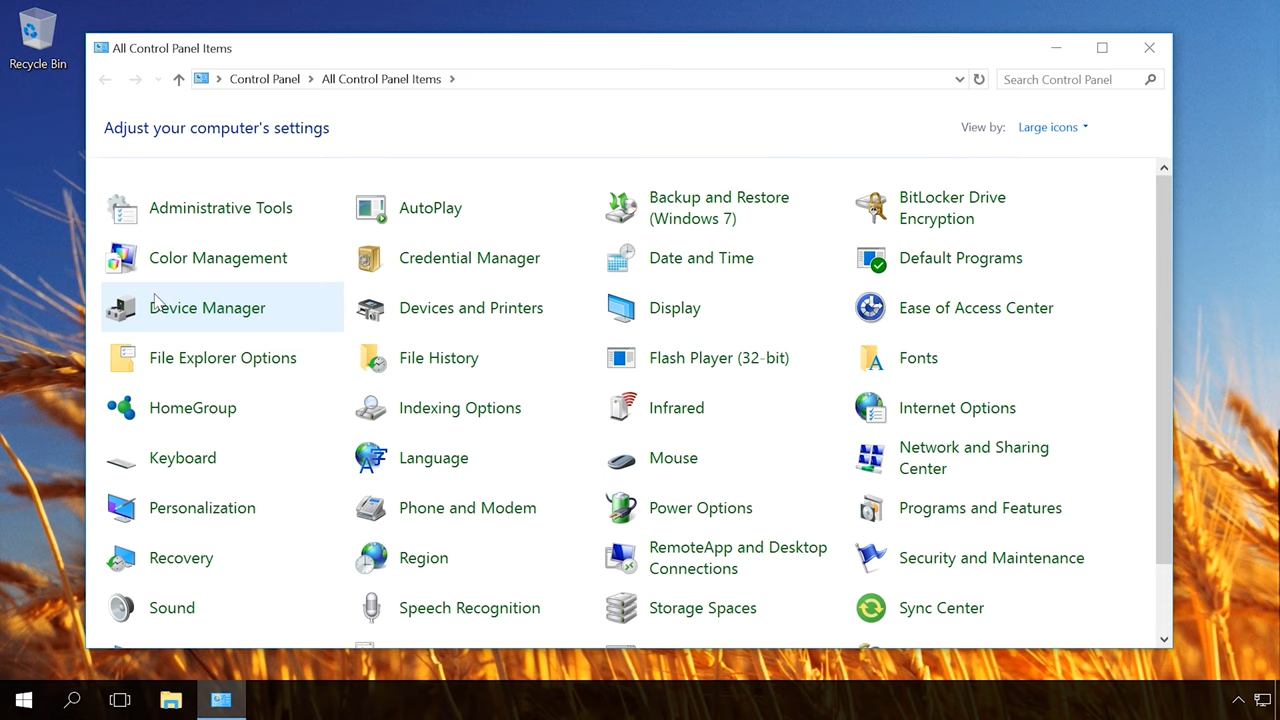 Recycle Bin
All Control Panel Items
Control Panel
All Control Panel Items
Search Control Panel
Adjust your computer's settings
View by:
Large icons
Administrative Tools
AutoPlay
Backup and Restore
(Windows 7)
BitLocker Drive
Encryption
Color Management
Credential Manager
Date and Time
Default Programs
Device Manager
Devices and Printers
Display
Ease of Access Center
File Explorer Options
File History
Flash Player (32-bit)
Fonts
HomeGroup
Indexing Options
Infrared
Internet Options
Keyboard
Language
Mouse
Network and Sharing
Center
Personalization
Phone and Modem
Power Options
Programs and Features
Recovery
Region
RemoteApp and Desktop
Connections
Security and Maintenance
Sound
Speech Recognition
Storage Spaces
Sync Center